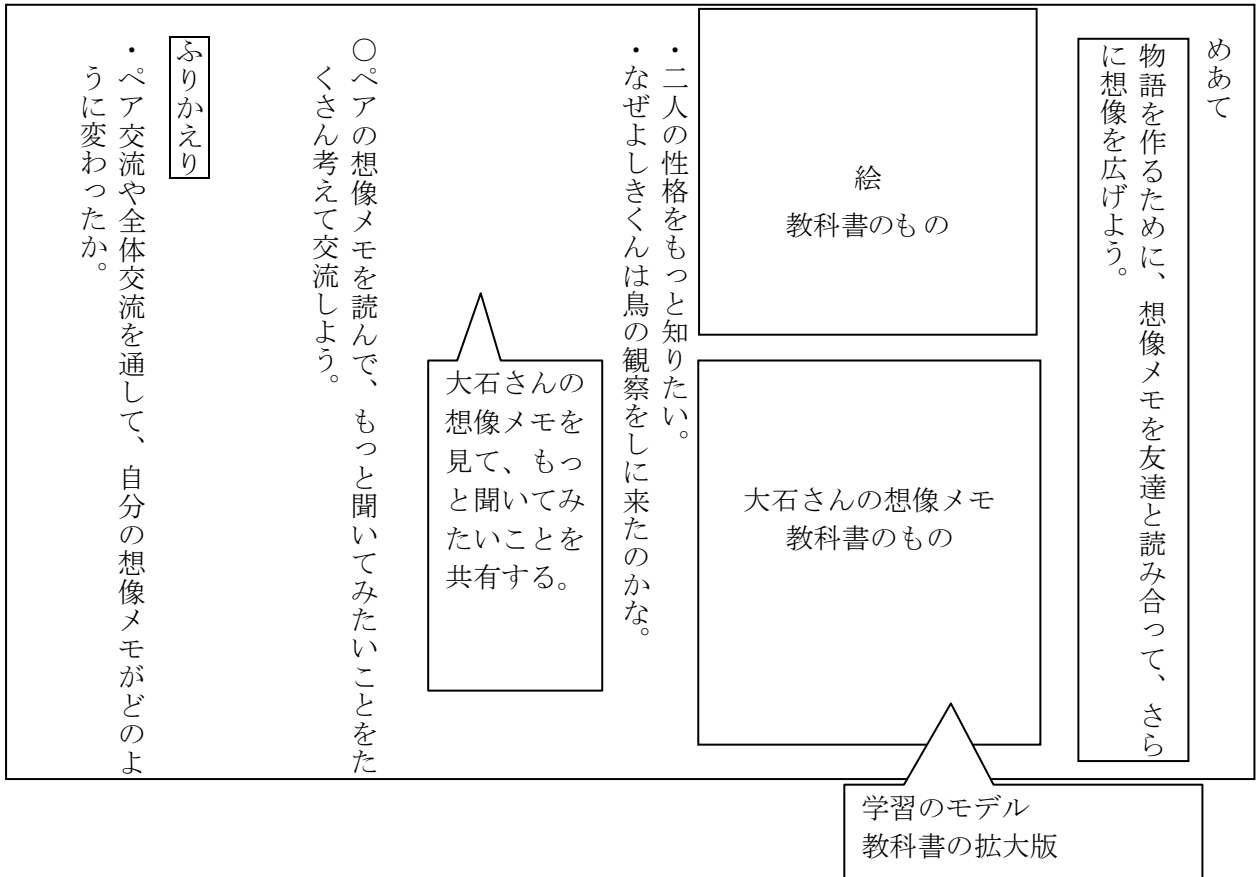 めあて
物語を作るために、想像メモを友達と読み合って、さら
に想像を広げよう。
絵
教科書のもの
大石さんの想像メモ
教科書のもの
学習のモデル
教科書の拡大版
・二人の性格をもっと知りたい。
・なぜよしきくんは鳥の観察をしに来たのかな。
大石さんの
想像メモを
見て、もっ
と聞いてみ
たいことを
共有する。
〇ペアの想像メモを読んで、もっと聞いてみたいことをた
くさん考えて交流しよう。
ふりかえり
・ペア交流や全体交流を通して、自分の想像メモがどのよ
うに変わったか。